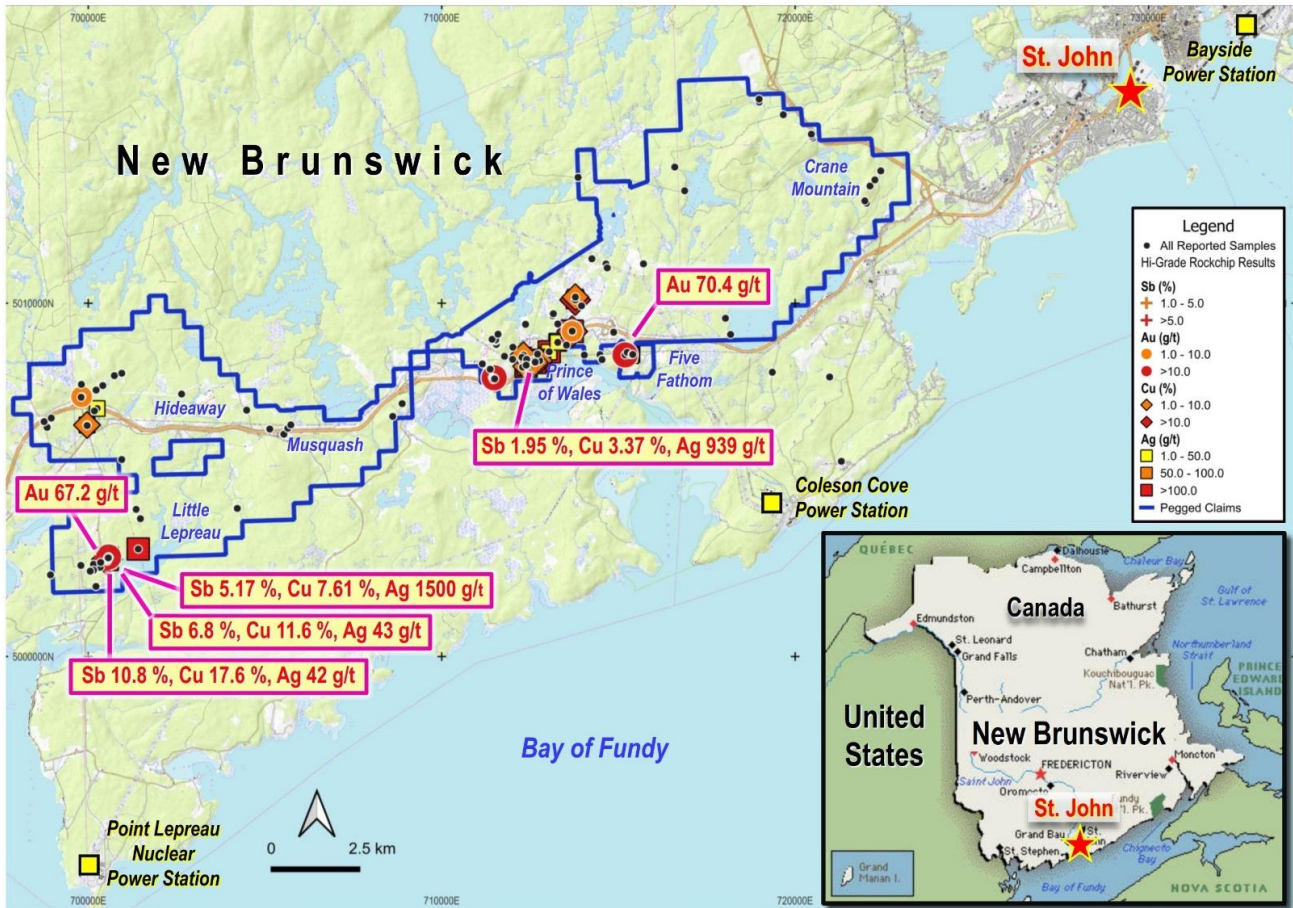 700000E
710000E
720000E
730000E
St. John
Bayside
Power Station
New Brunswick
Crane
Mountain
Legend
All Reported Samples
Hi-Grade Rockchip Results
Sb (%)
1.0 - 5.0
>5.0
Au (g/t)
1.0 - 10.0
>10.0
Cu (%)
1.0 - 10.0
>10.0
Ag (g/t)
1.0 - 50.0
50.0 - 100.0
>100.0
Pegged Claims
5010000N
Au 70.4 g/t
Five
Fathom
Prince
of Wales
Hideaway
Musquash
Sb 1.95 %, Cu 3.37 %, Ag 939 g/t
Au 67.2 g/t
Little
Lepreau
Coleson Cove
Power Station
Sb 5.17 %, Cu 7.61 %, Ag 1500 g/t
Sb 6.8 %, Cu 11.6 %, Ag 43 g/t
Sb 10.8 %, Cu 17.6 %, Ag 42 g/t
5000000N
Bay of Fundy
Point Lepreau
Nuclear
Power Station
0 2.5 km
700000E
710000E
720000E
QUÉBEC
Dalhousie
Campbellton
Chaleur Bay
Canada
Bathurst
Gulf of
St. Lawrence
Edmundston
St. Leonard
Grand Falls
Chatham
Northumberland
Strait
Kouchibouguac
Nat'l. Pk.
PRINCE
EDWARD
ISLAND
Perth-Andover
United
States
New Brunswick
Woodstock
FREDERICTON
Moncton
Riverview
Saint John
Oromocto
St. John
Grand Bay
St.
St. Stephen
Chignecto
Bay
Grand
Manan I.
Bay of Fundy
NOVA SCOTIA